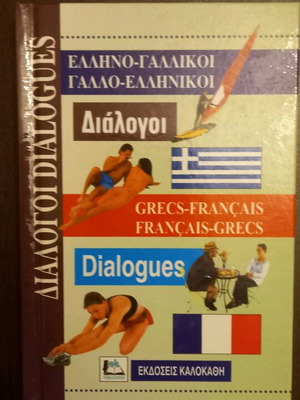 ΔΙΑΛΟΓΟΙ DIALOGUES
ΕΛΛΗΝΟ-ΓΑΛΛΙΚΟΙ
ΓΑΛΛΟ-ΕΛΛΗΝΙΚΟΙ
Διάλογοι
GRECS-FRANÇAIS
FRANÇAIS-GRECS
Dialogues
ΕΚΔΟΣΕΙΣ ΚΑΛΟΚΑΘΗ